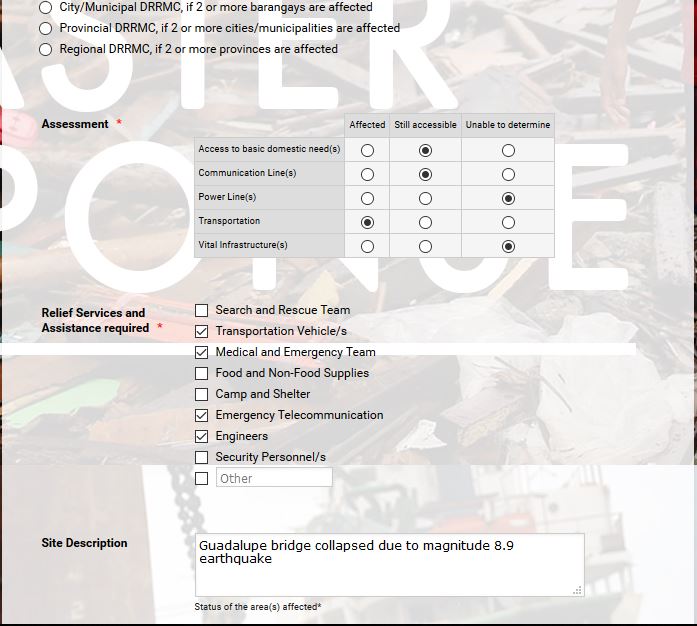 City/Municipal DRRMC, if 2 or more barangays are affected
Provincial DRRMC, if 2 or more cities/municipalities are affected
Regional DRRMC, if 2 or more provinces are affected
Assessment *
Affected Still accessible Unable to determine
Access to basic domestic need(s)
Communication Line(s)
Power Line(s)
Transportation
Vital Infrastructure(s)
Relief Services and
Assistance required *
Search and Rescue Team
Transportation Vehicle/s
Medical and Emergency Team
Food and Non-Food Supplies
Camp and Shelter
Emergency Telecommunication
Engineers
Security Personnel/s
Other
Site Description
Guadalupe bridge collapsed due to magnitude 8.9
earthquake
Status of the area(s) affected*